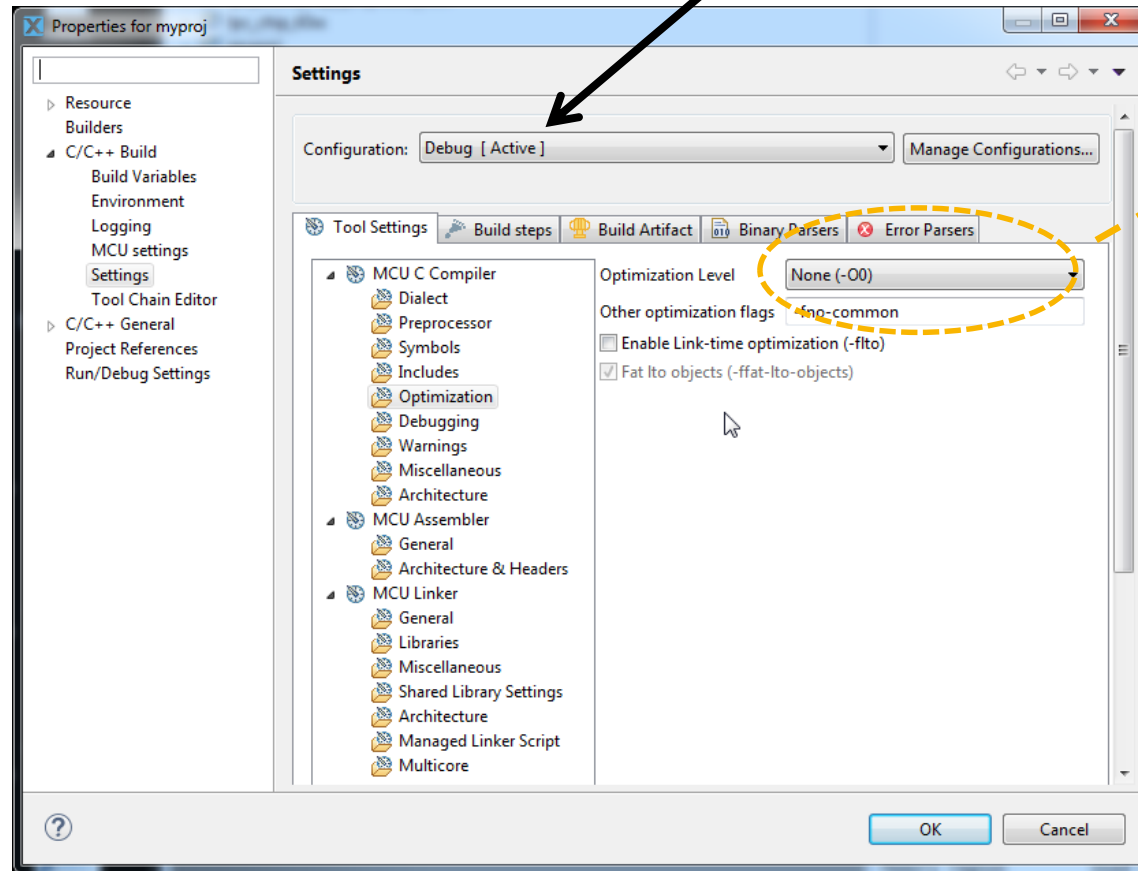 Properties for myproj
Settings
Resource
Builders
C/C++ Build
Build Variables
Environment
Logging
MCU settings
Settings
Tool Chain Editor
C/C++ General
Project References
Run/Debug Settings
Configuration: Debug [ Active ] Manage Configurations...
Tool Settings Build steps Build Artifact Binary Parsers Error Parsers
MCU C Compiler
Dialect
Preprocessor
Symbols
Includes
Optimization
Debugging
Warnings
Miscellaneous
Architecture
MCU Assembler
General
Architecture & Headers
MCU Linker
General
Libraries
Miscellaneous
Shared Library Settings
Architecture
Managed Linker Script
Multicore
Optimization Level None (-O0)
Other optimization flags -fno-common
Enable Link-time optimization (-flto)
Fat lto objects (-ffat-lto-objects)
OK Cancel